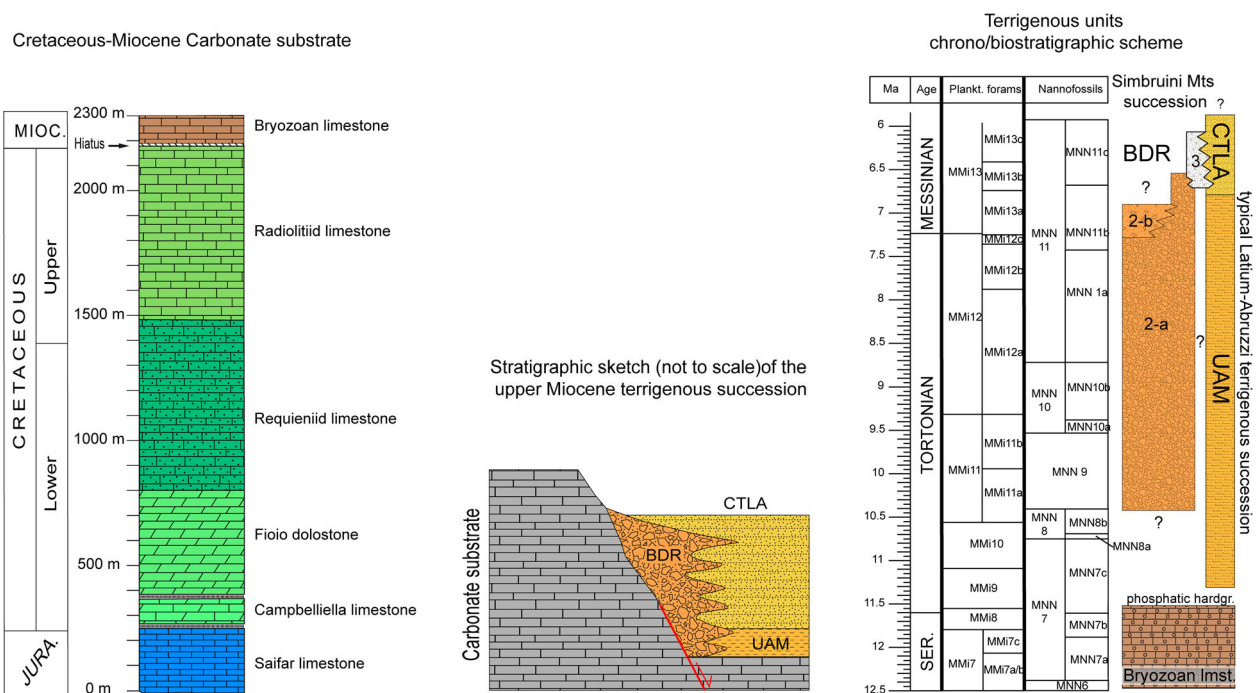 Cretaceous-Miocene Carbonate substrate
2300 m
MIOC.
Hiatus
2000 m
1500 m
1000 m
500 m
0 m
CRETACEOUS
Upper
Lower
JURA.
Bryozoan limestone
Radiolitiid limestone
Requieniid limestone
Fioio dolostone
Campbelliella limestone
Saifar limestone
Stratigraphic sketch (not to scale)of the
upper Miocene terrigenous succession
Carbonate substrate
CTLA
BDR
UAM
Terrigenous units
chrono/biostratigraphic scheme
Ma
Age
Plankt. forams
Nannofossils
Simbruini Mts
succession
?
6
6.5
7
7.5
8
8.5
9
9.5
10
10.5
11
11.5
12
12.5
MESSINIAN
TORTONIAN
SER.
MMi13
MMi12
MMi11
MMi10
MMi9
MMi8
MMi7
MMi13c
MMi13b
MMi13a
MMi12c
MMi12b
MMi12a
MMi11b
MMi11a
MMi7c
MMi7a/b
MNN
11
MNN
10
MNN 9
MNN
8
MNN
7
MNN6
MNN11c
MNN11b
MNN 1a
MNN10b
MNN10a
MNN8b
MNN8a
MNN7c
MNN7b
MNN7a
BDR
?
2-b
2-a
?
3
?
CTLA
UAM
typical Latium-Abruzzi terrigenous succession
phosphatic hardgr.
Bryozoan lmst.